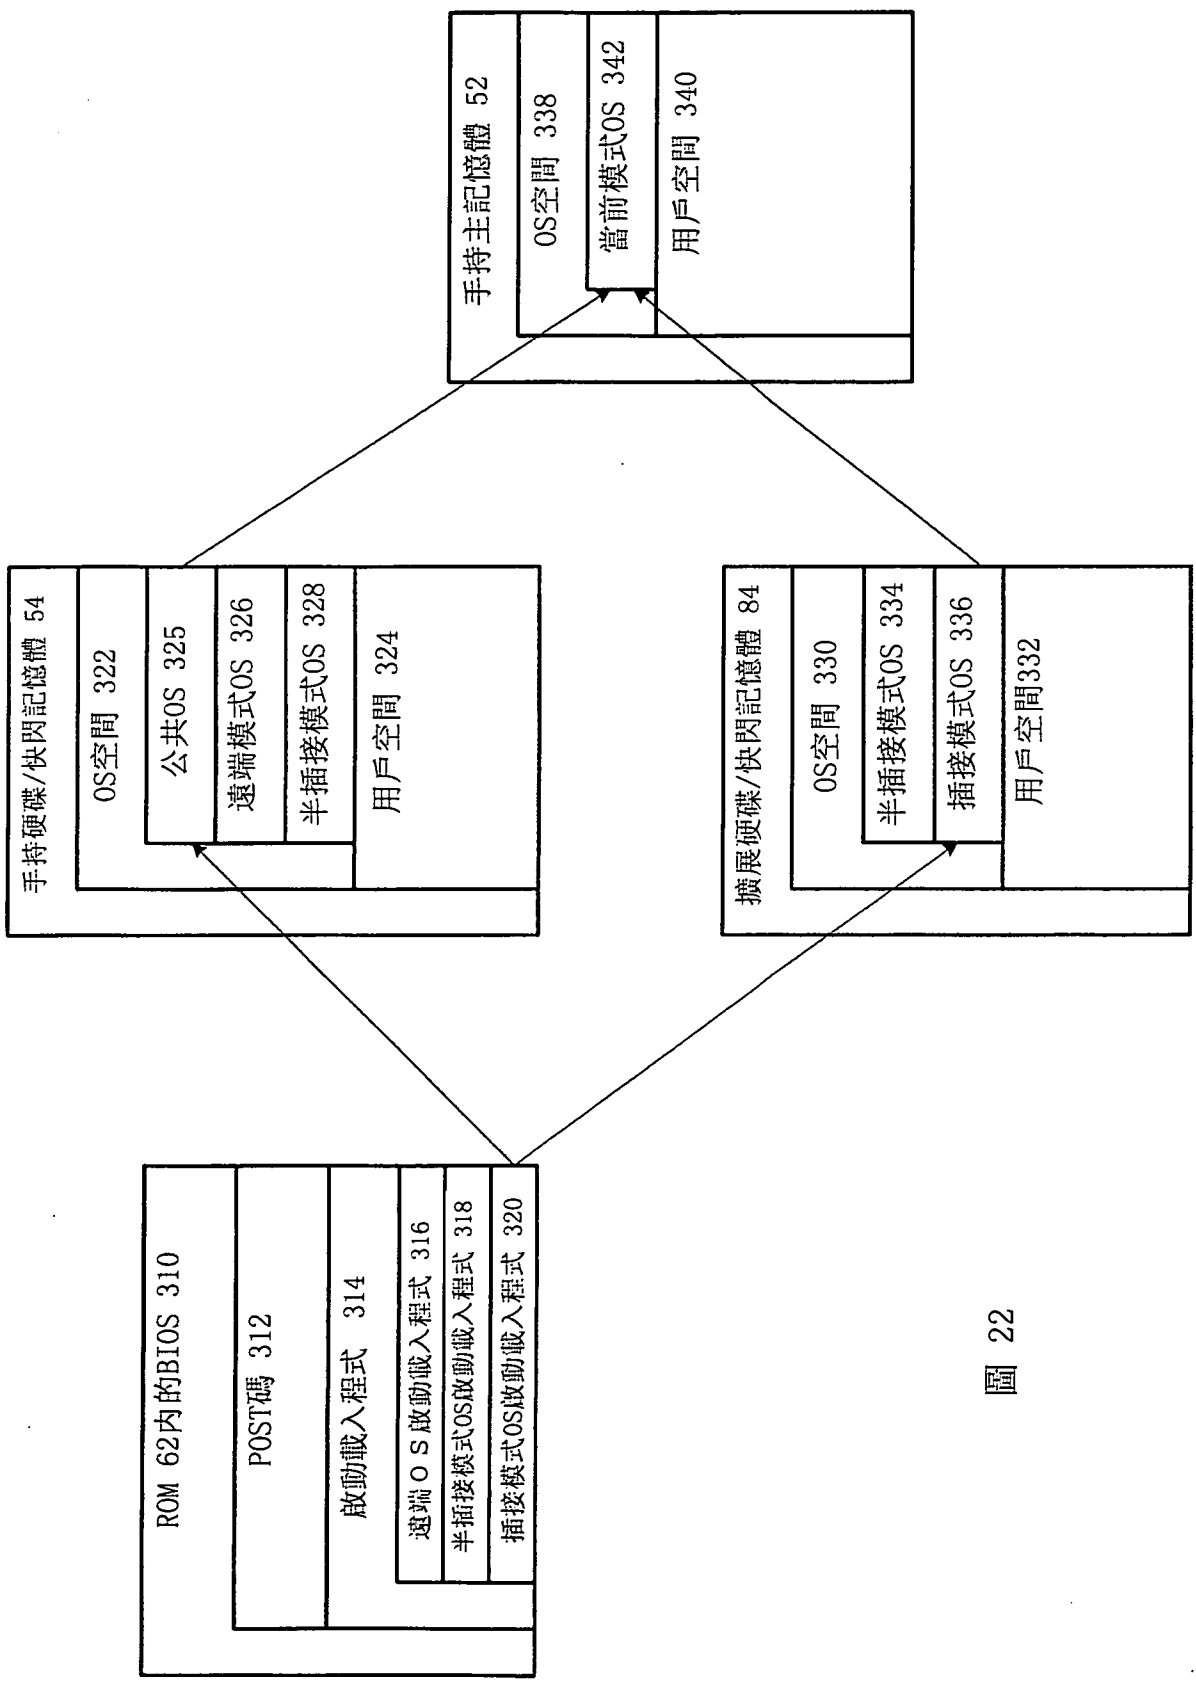 ROM 62內的BIOS 310
POST碼 312
啟動載入程式 314
遠端OS啟動載入程式 316
半插接模式OS啟動載入程式 318
插接模式OS啟動載入程式 320
手持硬碟/快閃記憶體 54
OS空間 322
公共OS 325
遠端模式OS 326
半插接模式OS 328
用戶空間 324
擴展硬碟/快閃記憶體 84
OS空間 330
半插接模式OS 334
插接模式OS 336
用戶空間332
手持主記憶體 52
OS空間 338
當前模式OS 342
用戶空間 340
圖 22